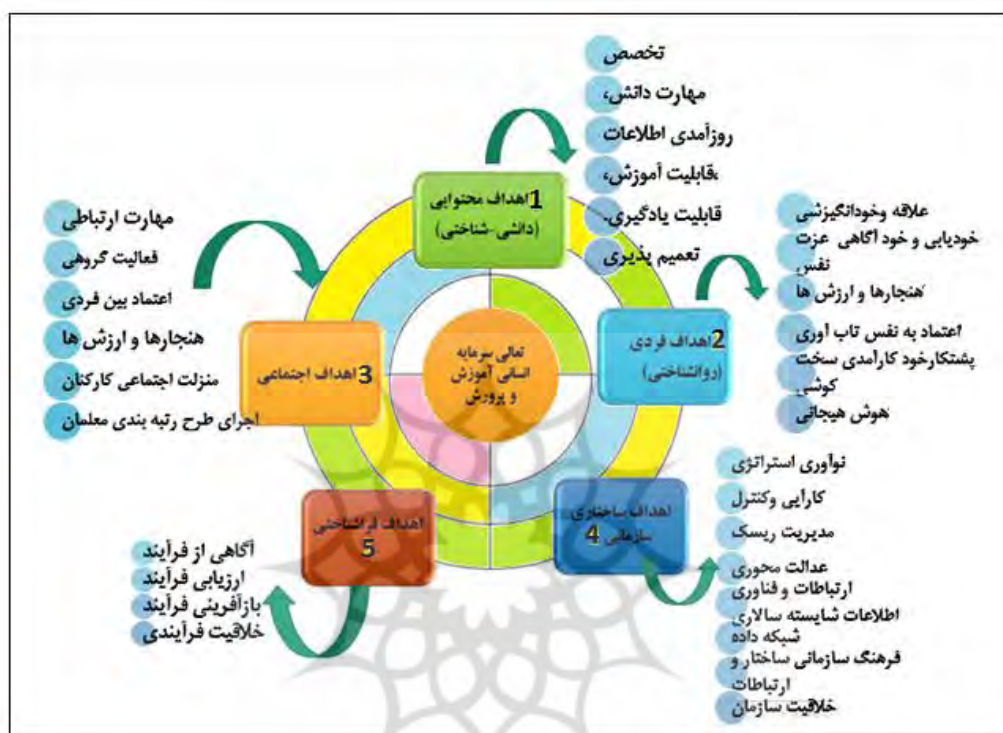 تخصص
مهارت دانش،
روزآمدی اطلاعات
،قابلیت آموزش،
قابلیت یادگیری.
تعمیم پذیری
1 اهداف محتوایی
(دانشی-شناختی)
علاقه وخودانگیزشی
خودیابی و خود آگاهی عزت
نفس
هنجارها و ارزش ها
اعتماد به نفس تاب آوری
پشتکارخود کارآمدی سخت
کوشی
هوش هیجانی
2 اهداف فردی
(روانشناختی)
مهارت ارتباطی
فعالیت گروهی
اعتماد بین فردی
هنجارها و ارزش ها
منزلت اجتماعی کارکنان
اجرای طرح رتبه بندی معلمان
3 اهداف اجتماعی
تعالی سرمایه
انسانی آموزش
و پرورش
نوآوری استراتژی
کارآیی وکنترل
مدیریت ریسک
عدالت محوری
ارتباطات و فناوری
اطلاعات شایسته سالاری
شبکه داده
فرهنگ سازمانی ساختار و
ارتباطات
خلاقیت سازمان
اهداف ساختاری
سازمانی 4
اهداف فراشناختی
5
آگاهی از فرآیند
ارزیابی فرآیند
بازآفرینی فرآیند
خلاقیت فرآیندی